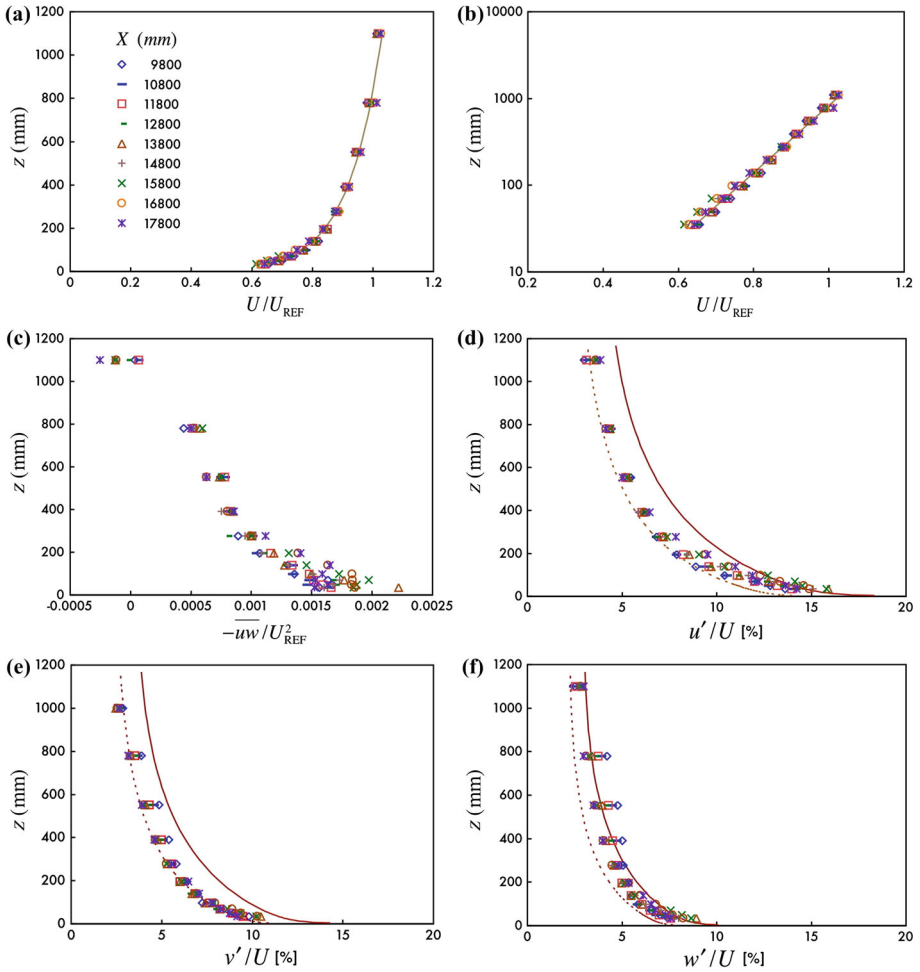 (a)
1200
1000
800
600
400
200
0
z (mm)
X (mm)
9800
10800
11800
12800
13800
14800
15800
16800
17800
0 0.2 0.4 0.6 0.8 1 1.2
U/U_REF
(b)
10000
1000
100
10
z (mm)
0.2 0.4 0.6 0.8 1 1.2
U/U_REF
(c)
1200
1000
800
600
400
200
0
z (mm)
-0.0005 0 0.0005 0.001 0.0015 0.002 0.0025
−u̅w̅/U²_REF
(d)
1200
1000
800
600
400
200
0
z (mm)
0 5 10 15 20
u′/U [%]
(e)
1200
1000
800
600
400
200
0
z (mm)
0 5 10 15 20
v′/U [%]
(f)
1200
1000
800
600
400
200
0
z (mm)
0 5 10 15 20
w′/U [%]